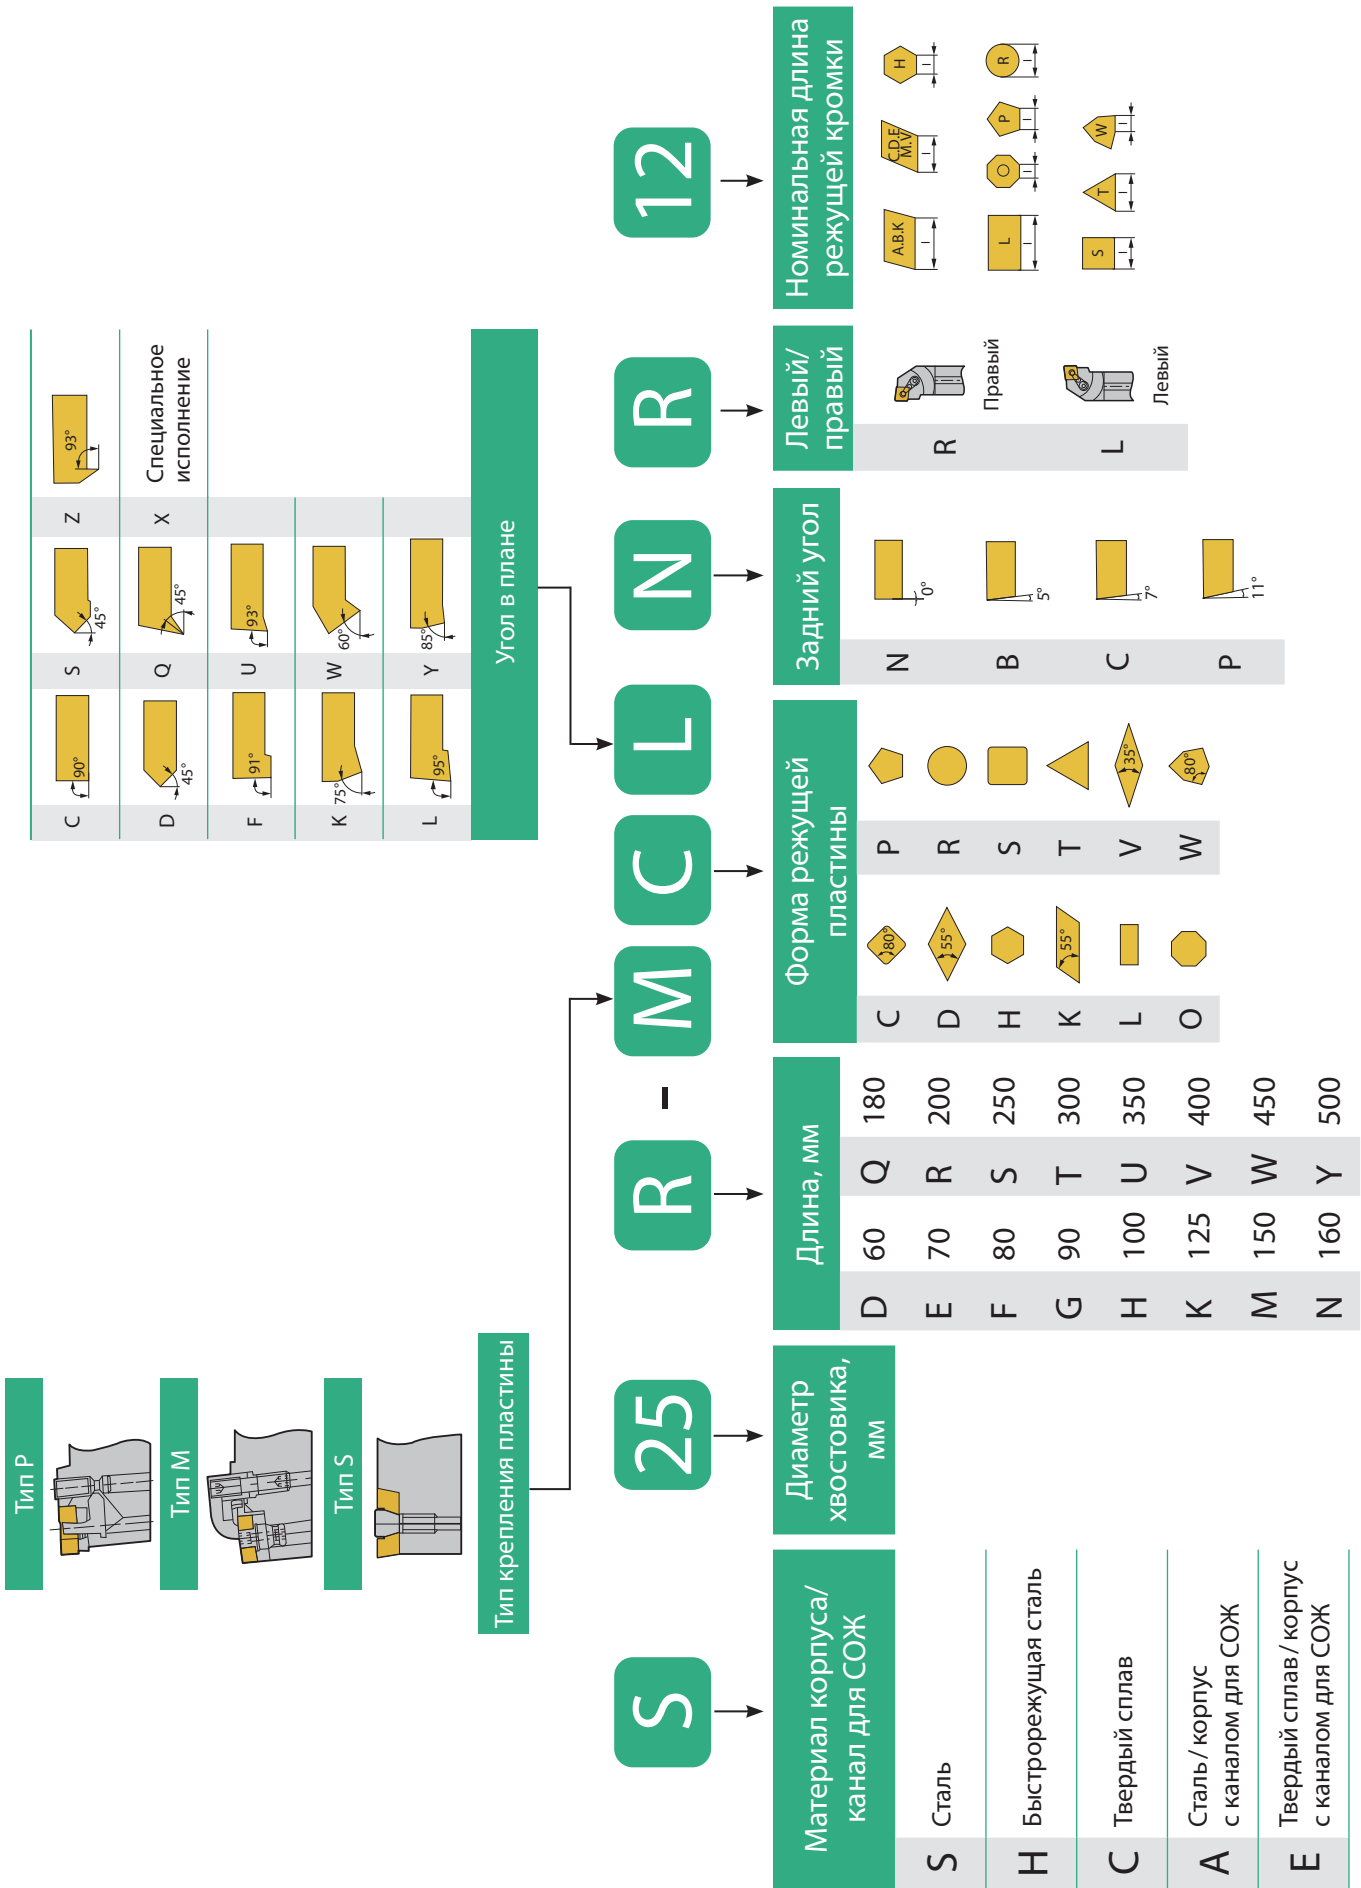 Тип P
Тип M
Тип S
Тип крепления пластины
C
90°
S
45°
Z
93°
D
45°
Q
45°
X
Специальное
исполнение
F
91°
U
93°
K
75°
W
60°
L
95°
Y
85°
Угол в плане
S
25
R
-
M
C
L
N
R
12
Материал корпуса/
канал для СОЖ
S
Сталь
H
Быстрорежущая сталь
C
Твердый сплав
A
Сталь / корпус
с каналом для СОЖ
E
Твердый сплав / корпус
с каналом для СОЖ
Диаметр
хвостовика,
мм
Длина, мм
D 60 Q 180
E 70 R 200
F 80 S 250
G 90 T 300
H 100 U 350
K 125 V 400
M 150 W 450
N 160 Y 500
Форма режущей
пластины
C 80° P
D 55° R
H S
K 55° T
L V 35°
O W 80°
Задний угол
N
0°
B
5°
C
7°
P
11°
Левый/
правый
R
Правый
L
Левый
Номинальная длина
режущей кромки
A.B.K
l
C.D.E
M.V
l
H
l
L
l
O
l
P
l
R
l
S
l
T
l
W
l